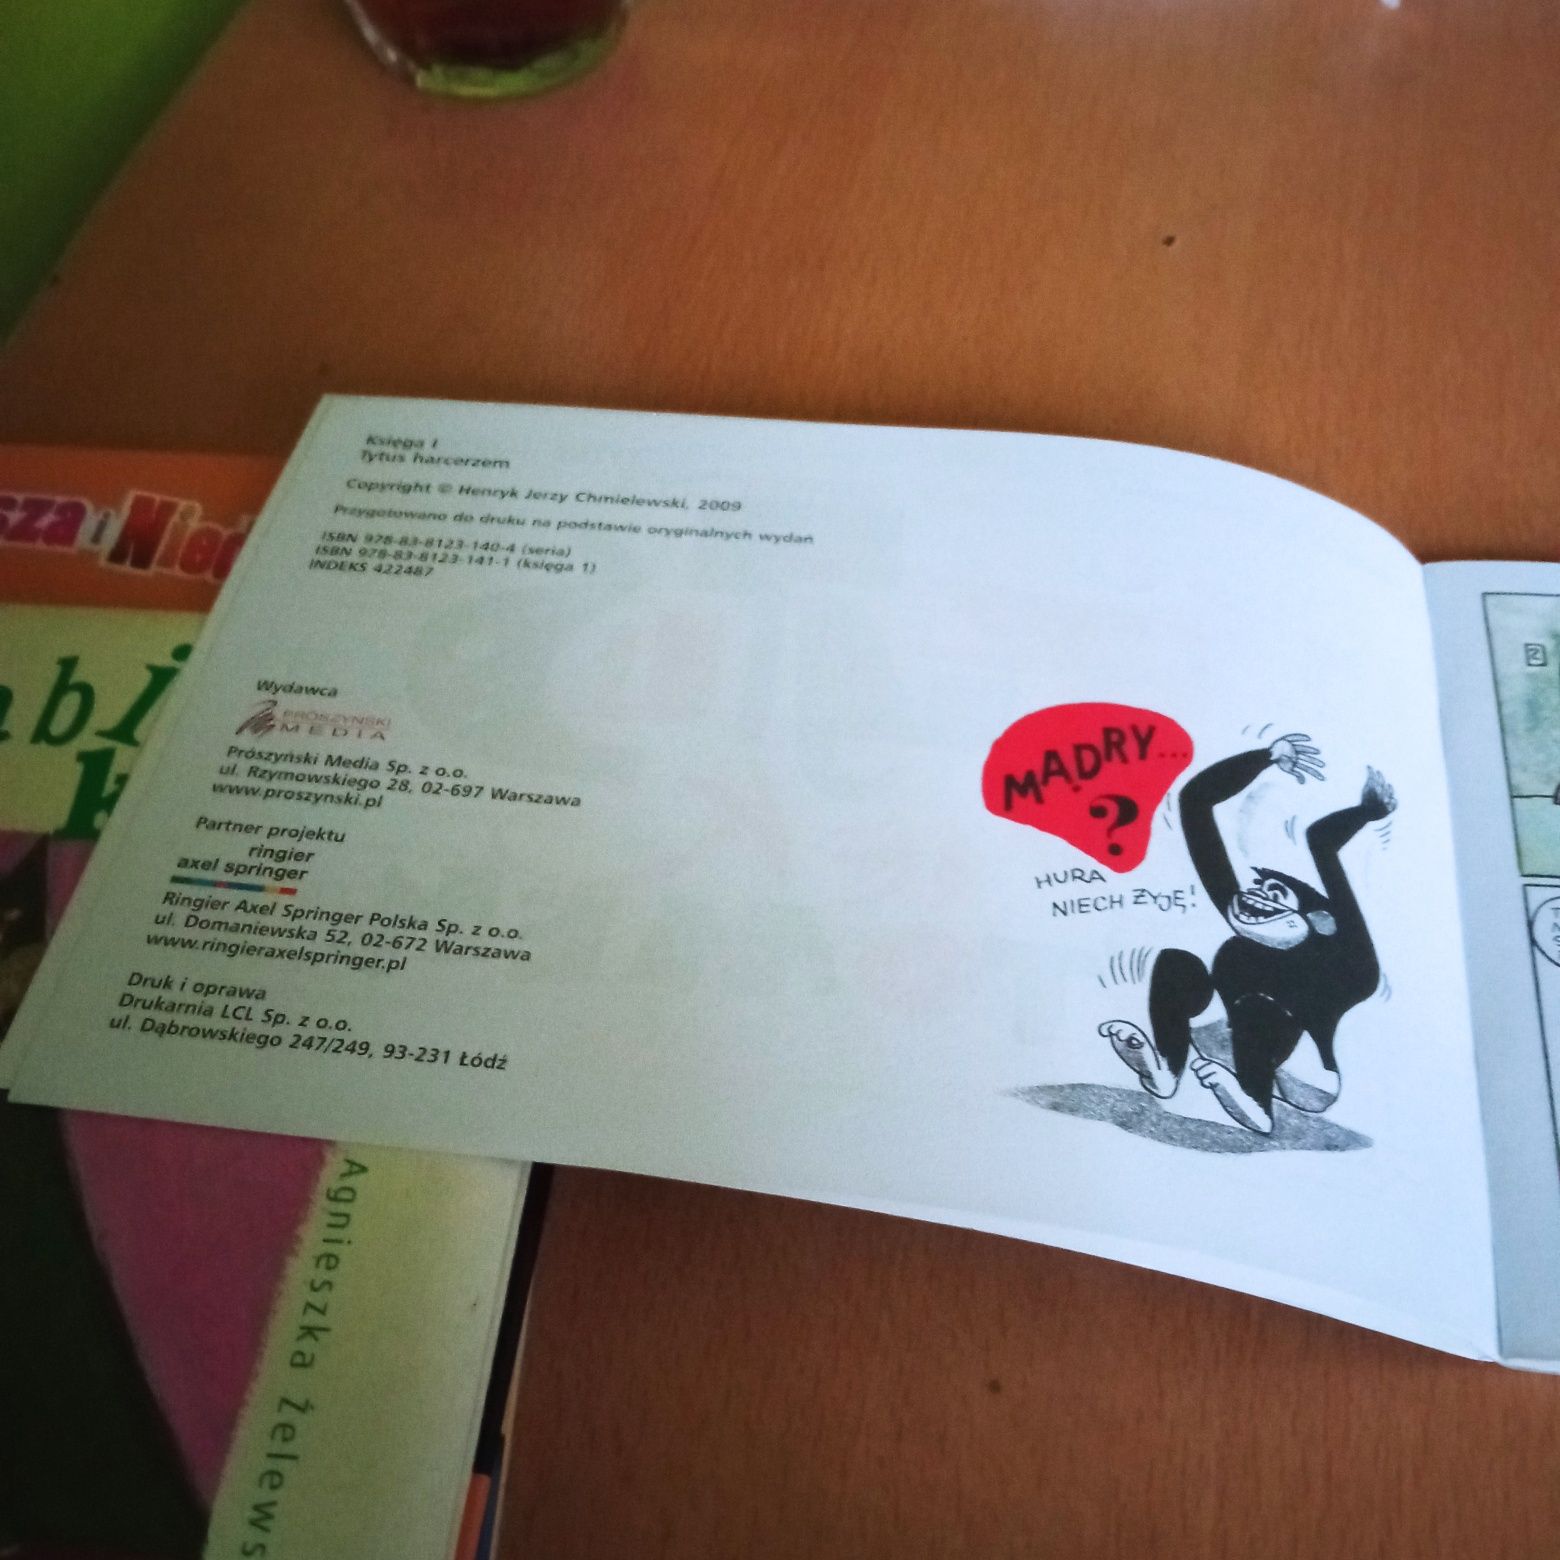 Księga I
Tytus harcerzem
Copyright © Henryk Jerzy Chmielewski, 2009
Przygotowano do druku na podstawie oryginalnych wydań
ISBN 978-83-8123-140-4 (seria)
ISBN 978-83-8123-141-1 (księga 1)
INDEKS 422487
Wydawca
PRÓSZYŃSKI
MEDIA
Prószyński Media Sp. z o.o.
ul. Rzymowskiego 28, 02-697 Warszawa
www.proszynski.pl
Partner projektu
ringier
axel springer
Ringier Axel Springer Polska Sp. z o.o.
ul. Domaniewska 52, 02-672 Warszawa
www.ringieraxelspringer.pl
Druk i oprawa
Drukarnia LCL Sp. z o.o.
ul. Dąbrowskiego 247/249, 93-231 Łódź
MĄDRY...
?
HURA
NIECH ŻYJĘ!
sza i Nied
abi
k
Agnieszka Żelews
2